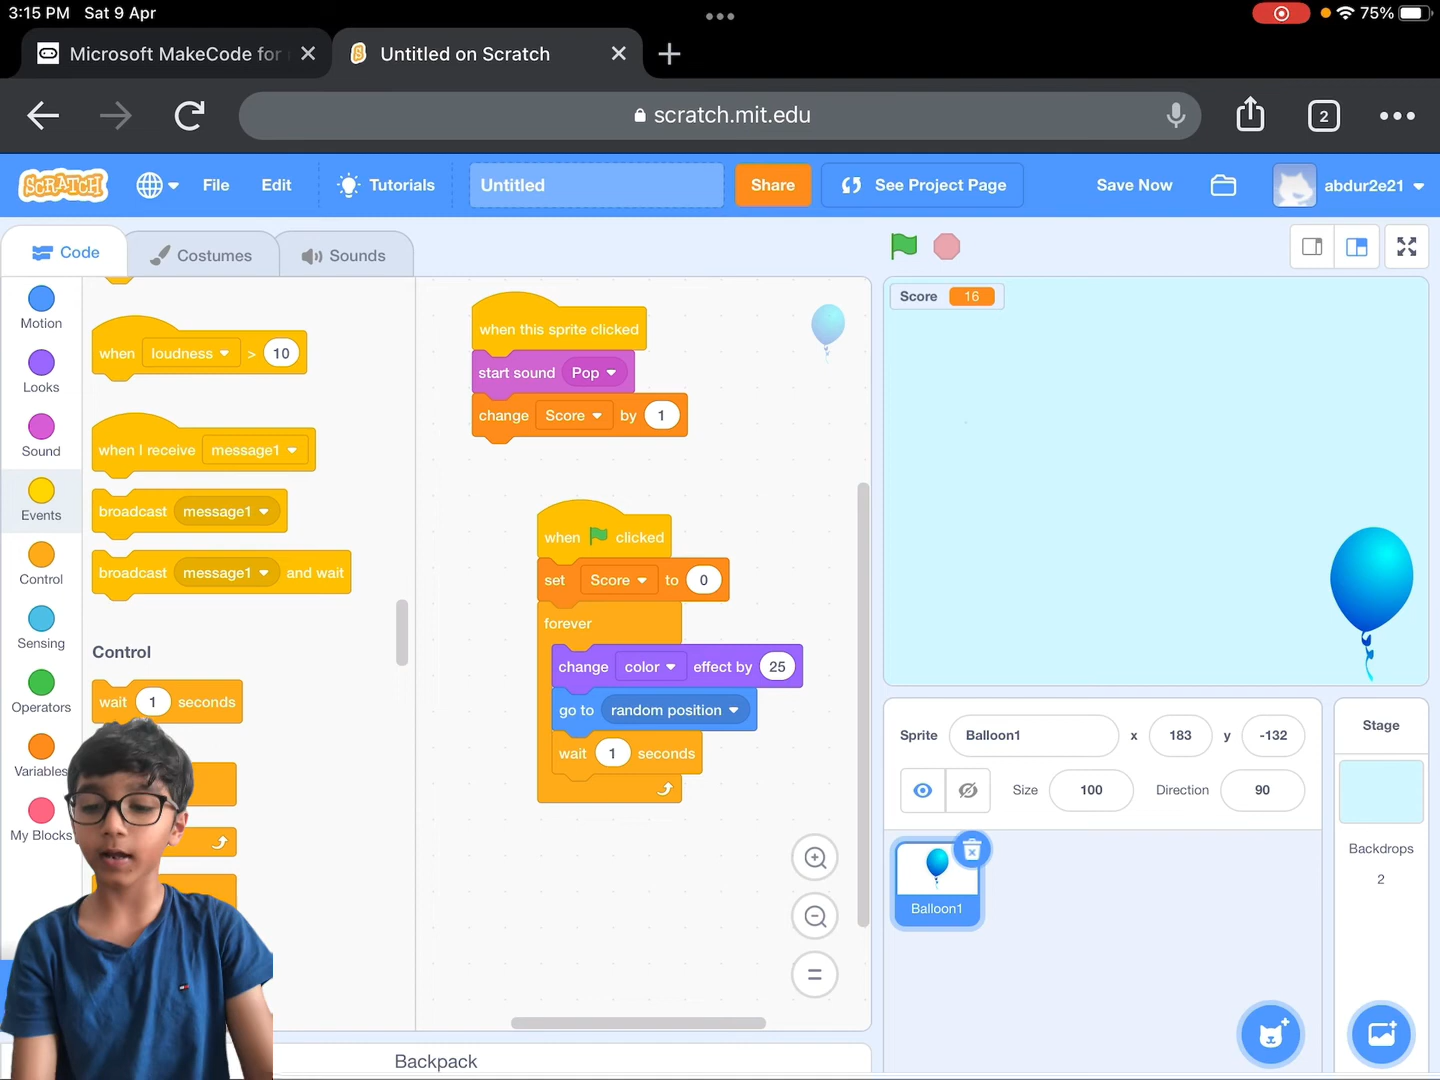 3:15 PM Sat 9 Apr
75%
Microsoft MakeCode for
Untitled on Scratch
scratch.mit.edu
2
SCRATCH
File
Edit
Tutorials
Untitled
Share
See Project Page
Save Now
abdur2e21
Code
Costumes
Sounds
Motion
Looks
Sound
Events
Control
Sensing
Operators
Variables
My Blocks
when loudness > 10
when I receive message1
broadcast message1
broadcast message1 and wait
Control
wait 1 seconds
when this sprite clicked
start sound Pop
change Score by 1
when clicked
set Score to 0
forever
change color effect by 25
go to random position
wait 1 seconds
Backpack
Score 16
Sprite Balloon1 x 183 y -132
Size 100 Direction 90
Balloon1
Stage
Backdrops
2